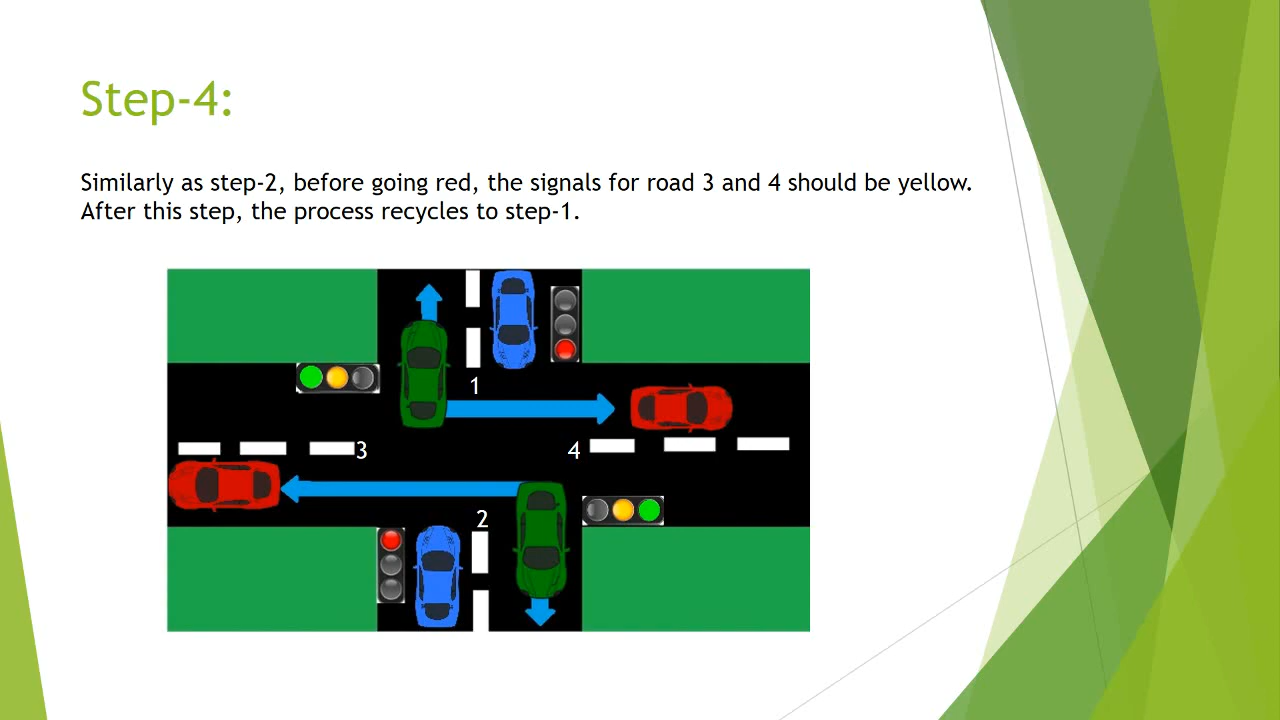 Step-4:
Similarly as step-2, before going red, the signals for road 3 and 4 should be yellow.
After this step, the process recycles to step-1.
1
3
4
2